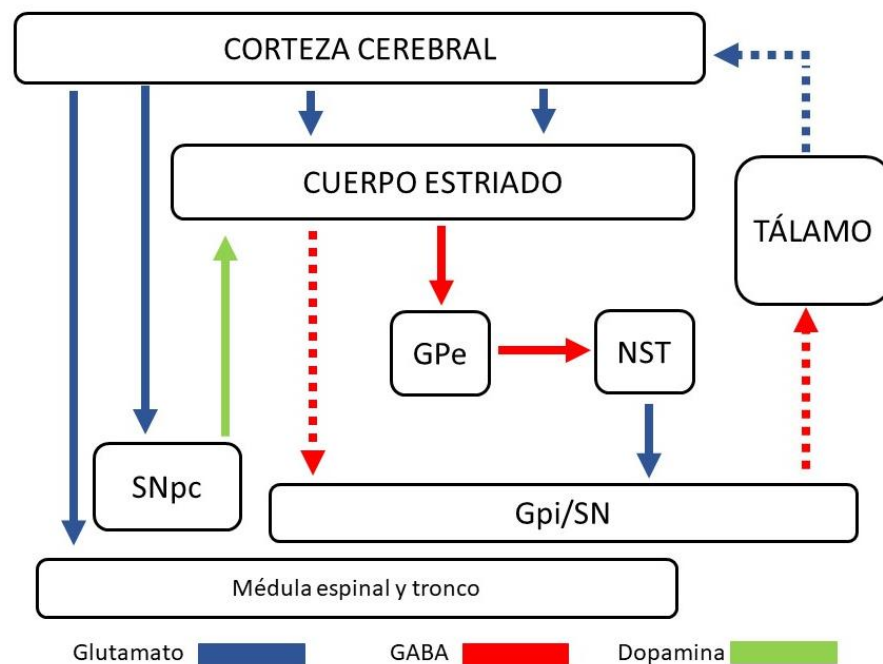 CORTEZA CEREBRAL
CUERPO ESTRIADO
TÁLAMO
GPe
NST
SNpc
Gpi/SN
Médula espinal y tronco
Glutamato
GABA
Dopamina